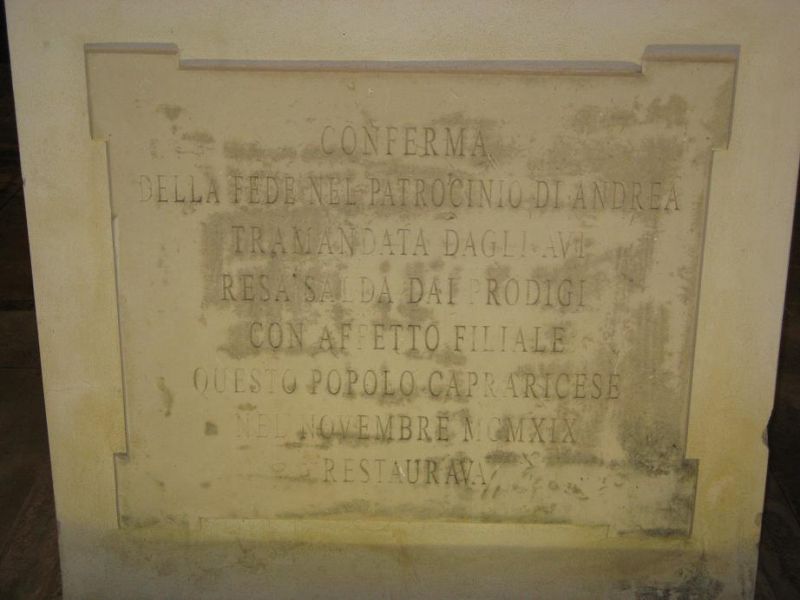 CONFERMA
DELLA FEDE NEL PATROCINIO DI ANDREA
TRAMANDATA DAGLI AVI
RESA SALDA DAI PRODIGI
CON AFFETTO FILIALE
QUESTO POPOLO CAPRARICESE
NEL NOVEMBRE MCMXIX
RESTAURAVA